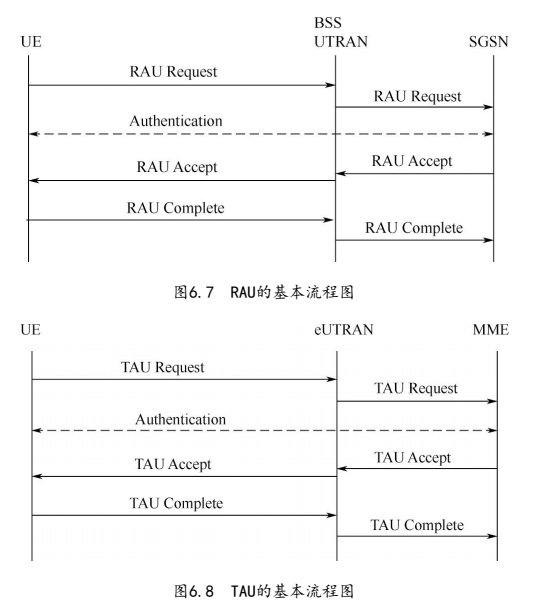 BSS
UE UTRAN SGSN
RAU Request
RAU Request
Authentication
RAU Accept
RAU Accept
RAU Complete
RAU Complete
图6.7 RAU的基本流程图
UE eUTRAN MME
TAU Request
TAU Request
Authentication
TAU Accept
TAU Accept
TAU Complete
TAU Complete
图6.8 TAU的基本流程图